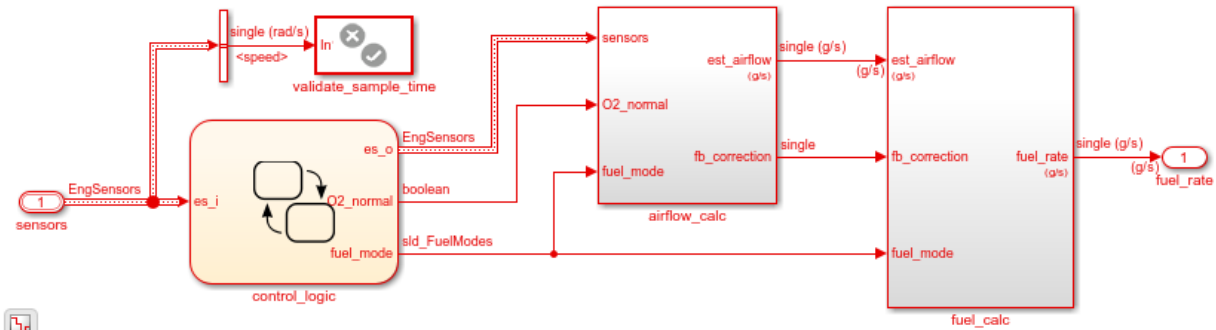 single (rad/s)
<speed>
In
validate_sample_time
1
sensors
EngSensors
es_i
es_o
O2_normal
fuel_mode
control_logic
EngSensors
boolean
sld_FuelModes
sensors
O2_normal
fuel_mode
est_airflow
(g/s)
fb_correction
airflow_calc
single (g/s)
(g/s)
single
est_airflow
(g/s)
fb_correction
fuel_mode
fuel_rate
(g/s)
fuel_calc
single (g/s)
(g/s)
1
fuel_rate